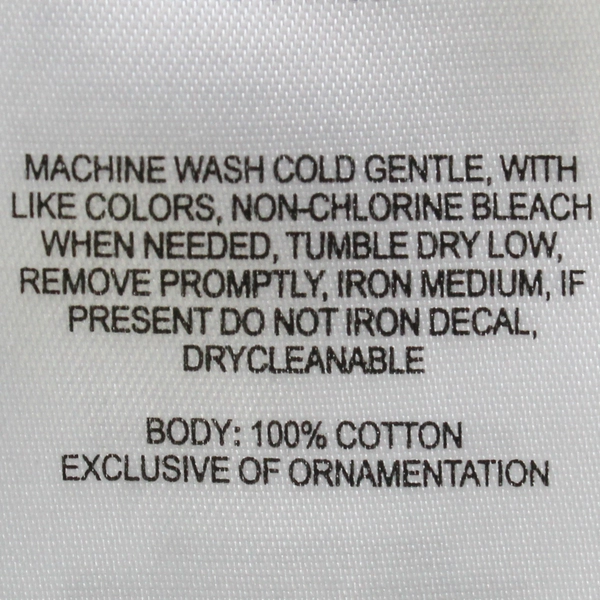 MACHINE WASH COLD GENTLE, WITH
LIKE COLORS, NON-CHLORINE BLEACH
WHEN NEEDED, TUMBLE DRY LOW,
REMOVE PROMPTLY, IRON MEDIUM, IF
PRESENT DO NOT IRON DECAL,
DRYCLEANABLE
BODY: 100% COTTON
EXCLUSIVE OF ORNAMENTATION